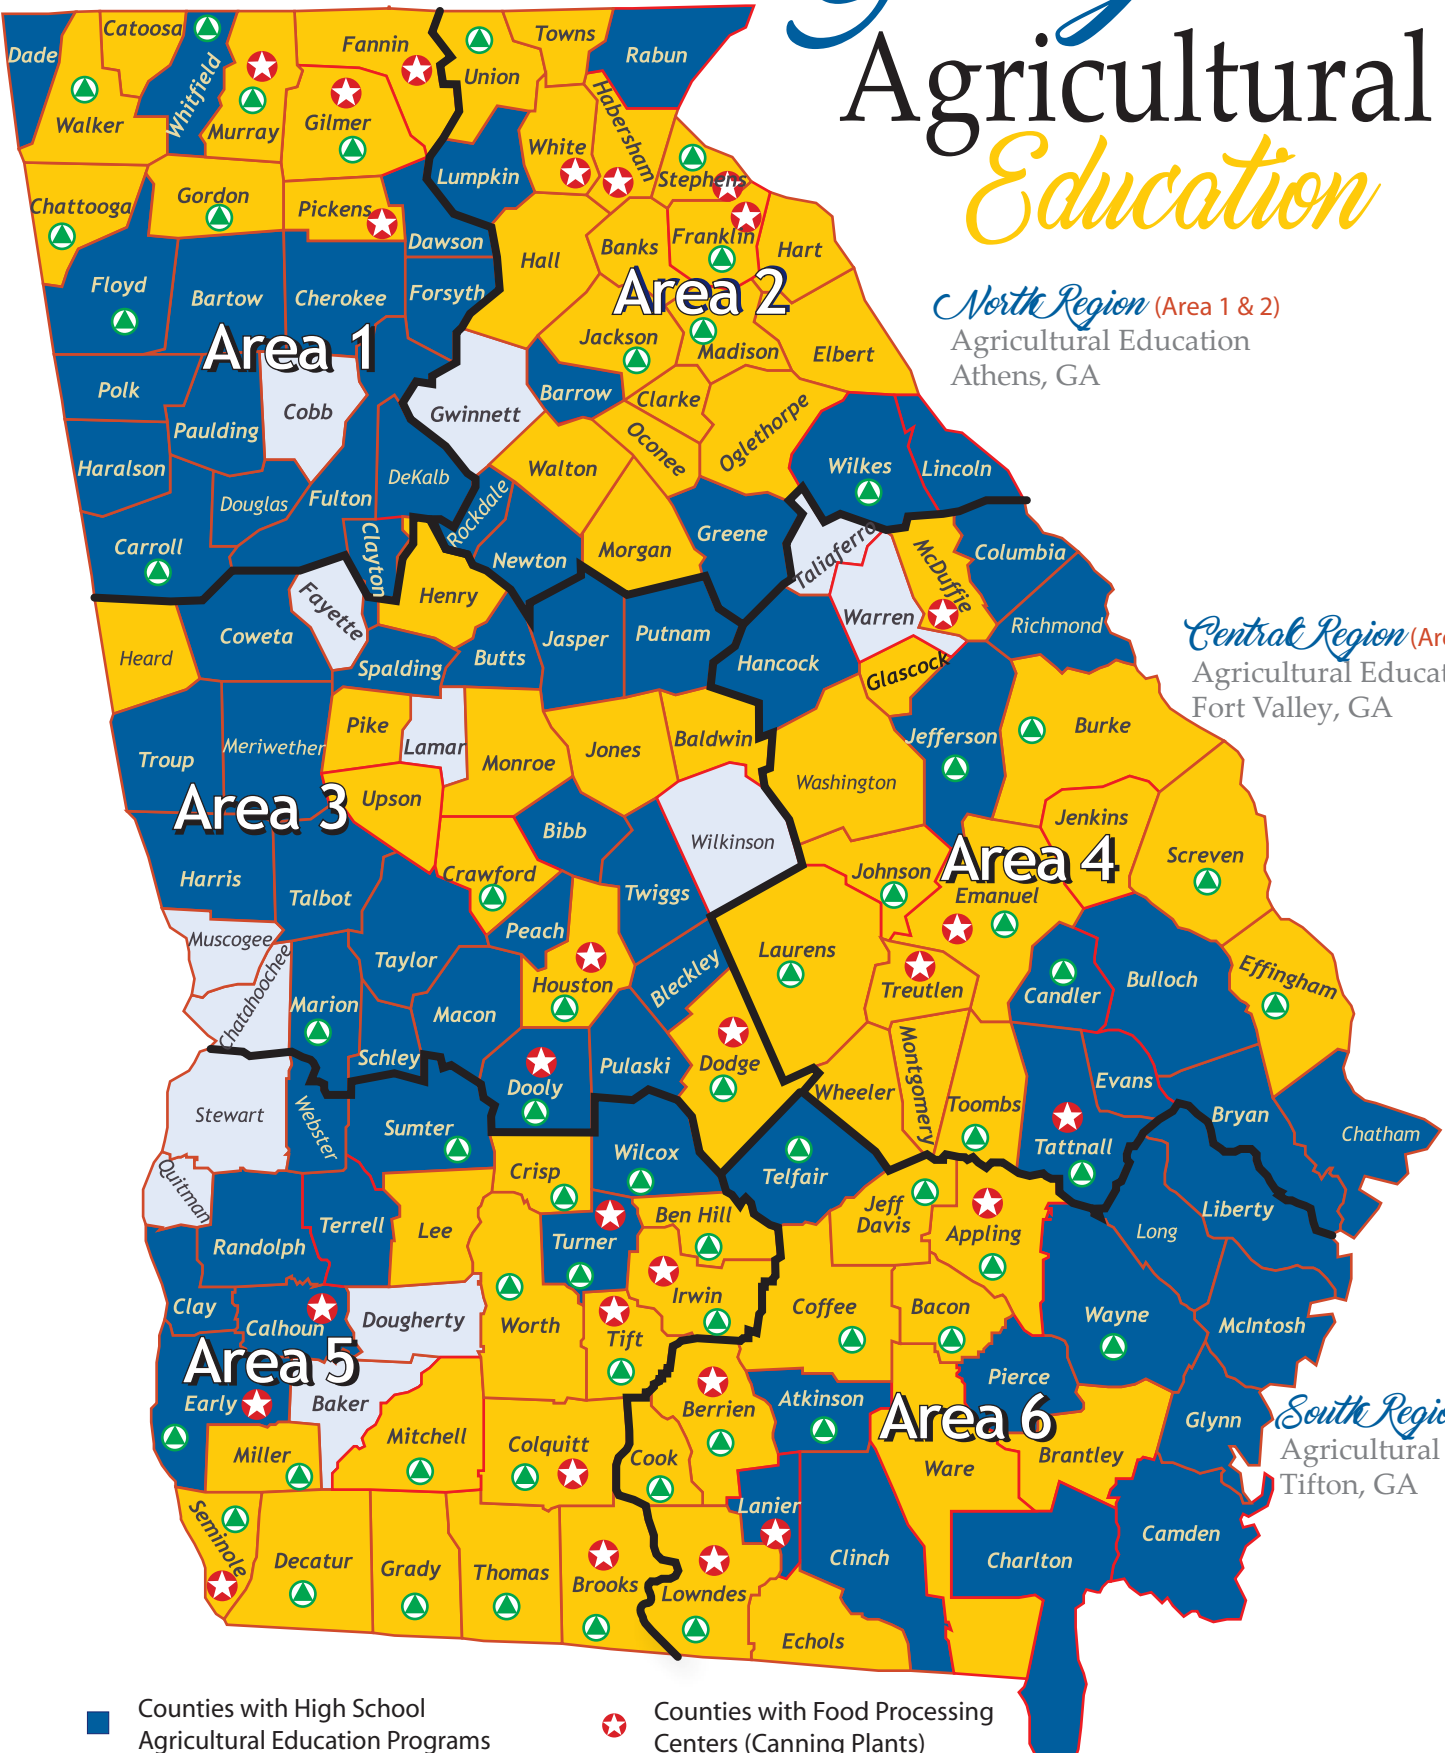 Agricultural
Education
North Region (Area 1 & 2)
Agricultural Education
Athens, GA
Central Region (Are
Agricultural Educat
Fort Valley, GA
South Regio
Agricultural
Tifton, GA
Area 1
Area 2
Area 3
Area 4
Area 5
Area 6
Dade
Catoosa
Whitfield
Walker
Murray
Fannin
Gilmer
Union
Towns
Rabun
White
Habersham
Stephens
Lumpkin
Chattooga
Gordon
Pickens
Dawson
Hall
Banks
Franklin
Hart
Floyd
Bartow
Cherokee
Forsyth
Jackson
Madison
Elbert
Polk
Paulding
Cobb
Gwinnett
Barrow
Clarke
Oconee
Oglethorpe
Wilkes
Lincoln
Haralson
Douglas
Fulton
DeKalb
Rockdale
Walton
Newton
Morgan
Greene
Taliaferro
McDuffie
Columbia
Carroll
Clayton
Fayette
Henry
Warren
Richmond
Heard
Coweta
Spalding
Butts
Jasper
Putnam
Hancock
Glascock
Troup
Meriwether
Pike
Lamar
Monroe
Jones
Baldwin
Washington
Jefferson
Burke
Upson
Bibb
Wilkinson
Jenkins
Screven
Harris
Talbot
Crawford
Twiggs
Johnson
Emanuel
Muscogee
Chatahoochee
Marion
Taylor
Peach
Houston
Bleckley
Laurens
Treutlen
Candler
Bulloch
Effingham
Schley
Macon
Dooly
Pulaski
Dodge
Wheeler
Montgomery
Toombs
Tattnall
Evans
Bryan
Chatham
Stewart
Webster
Sumter
Crisp
Wilcox
Telfair
Jeff
Davis
Appling
Long
Liberty
Quitman
Randolph
Terrell
Lee
Turner
Ben Hill
Irwin
Coffee
Bacon
Wayne
McIntosh
Clay
Calhoun
Dougherty
Worth
Tift
Early
Baker
Berrien
Atkinson
Pierce
Glynn
Miller
Mitchell
Colquitt
Cook
Ware
Brantley
Seminole
Decatur
Grady
Thomas
Brooks
Lowndes
Lanier
Clinch
Charlton
Camden
Echols
Counties with High School
Agricultural Education Programs
Counties with Food Processing
Centers (Canning Plants)